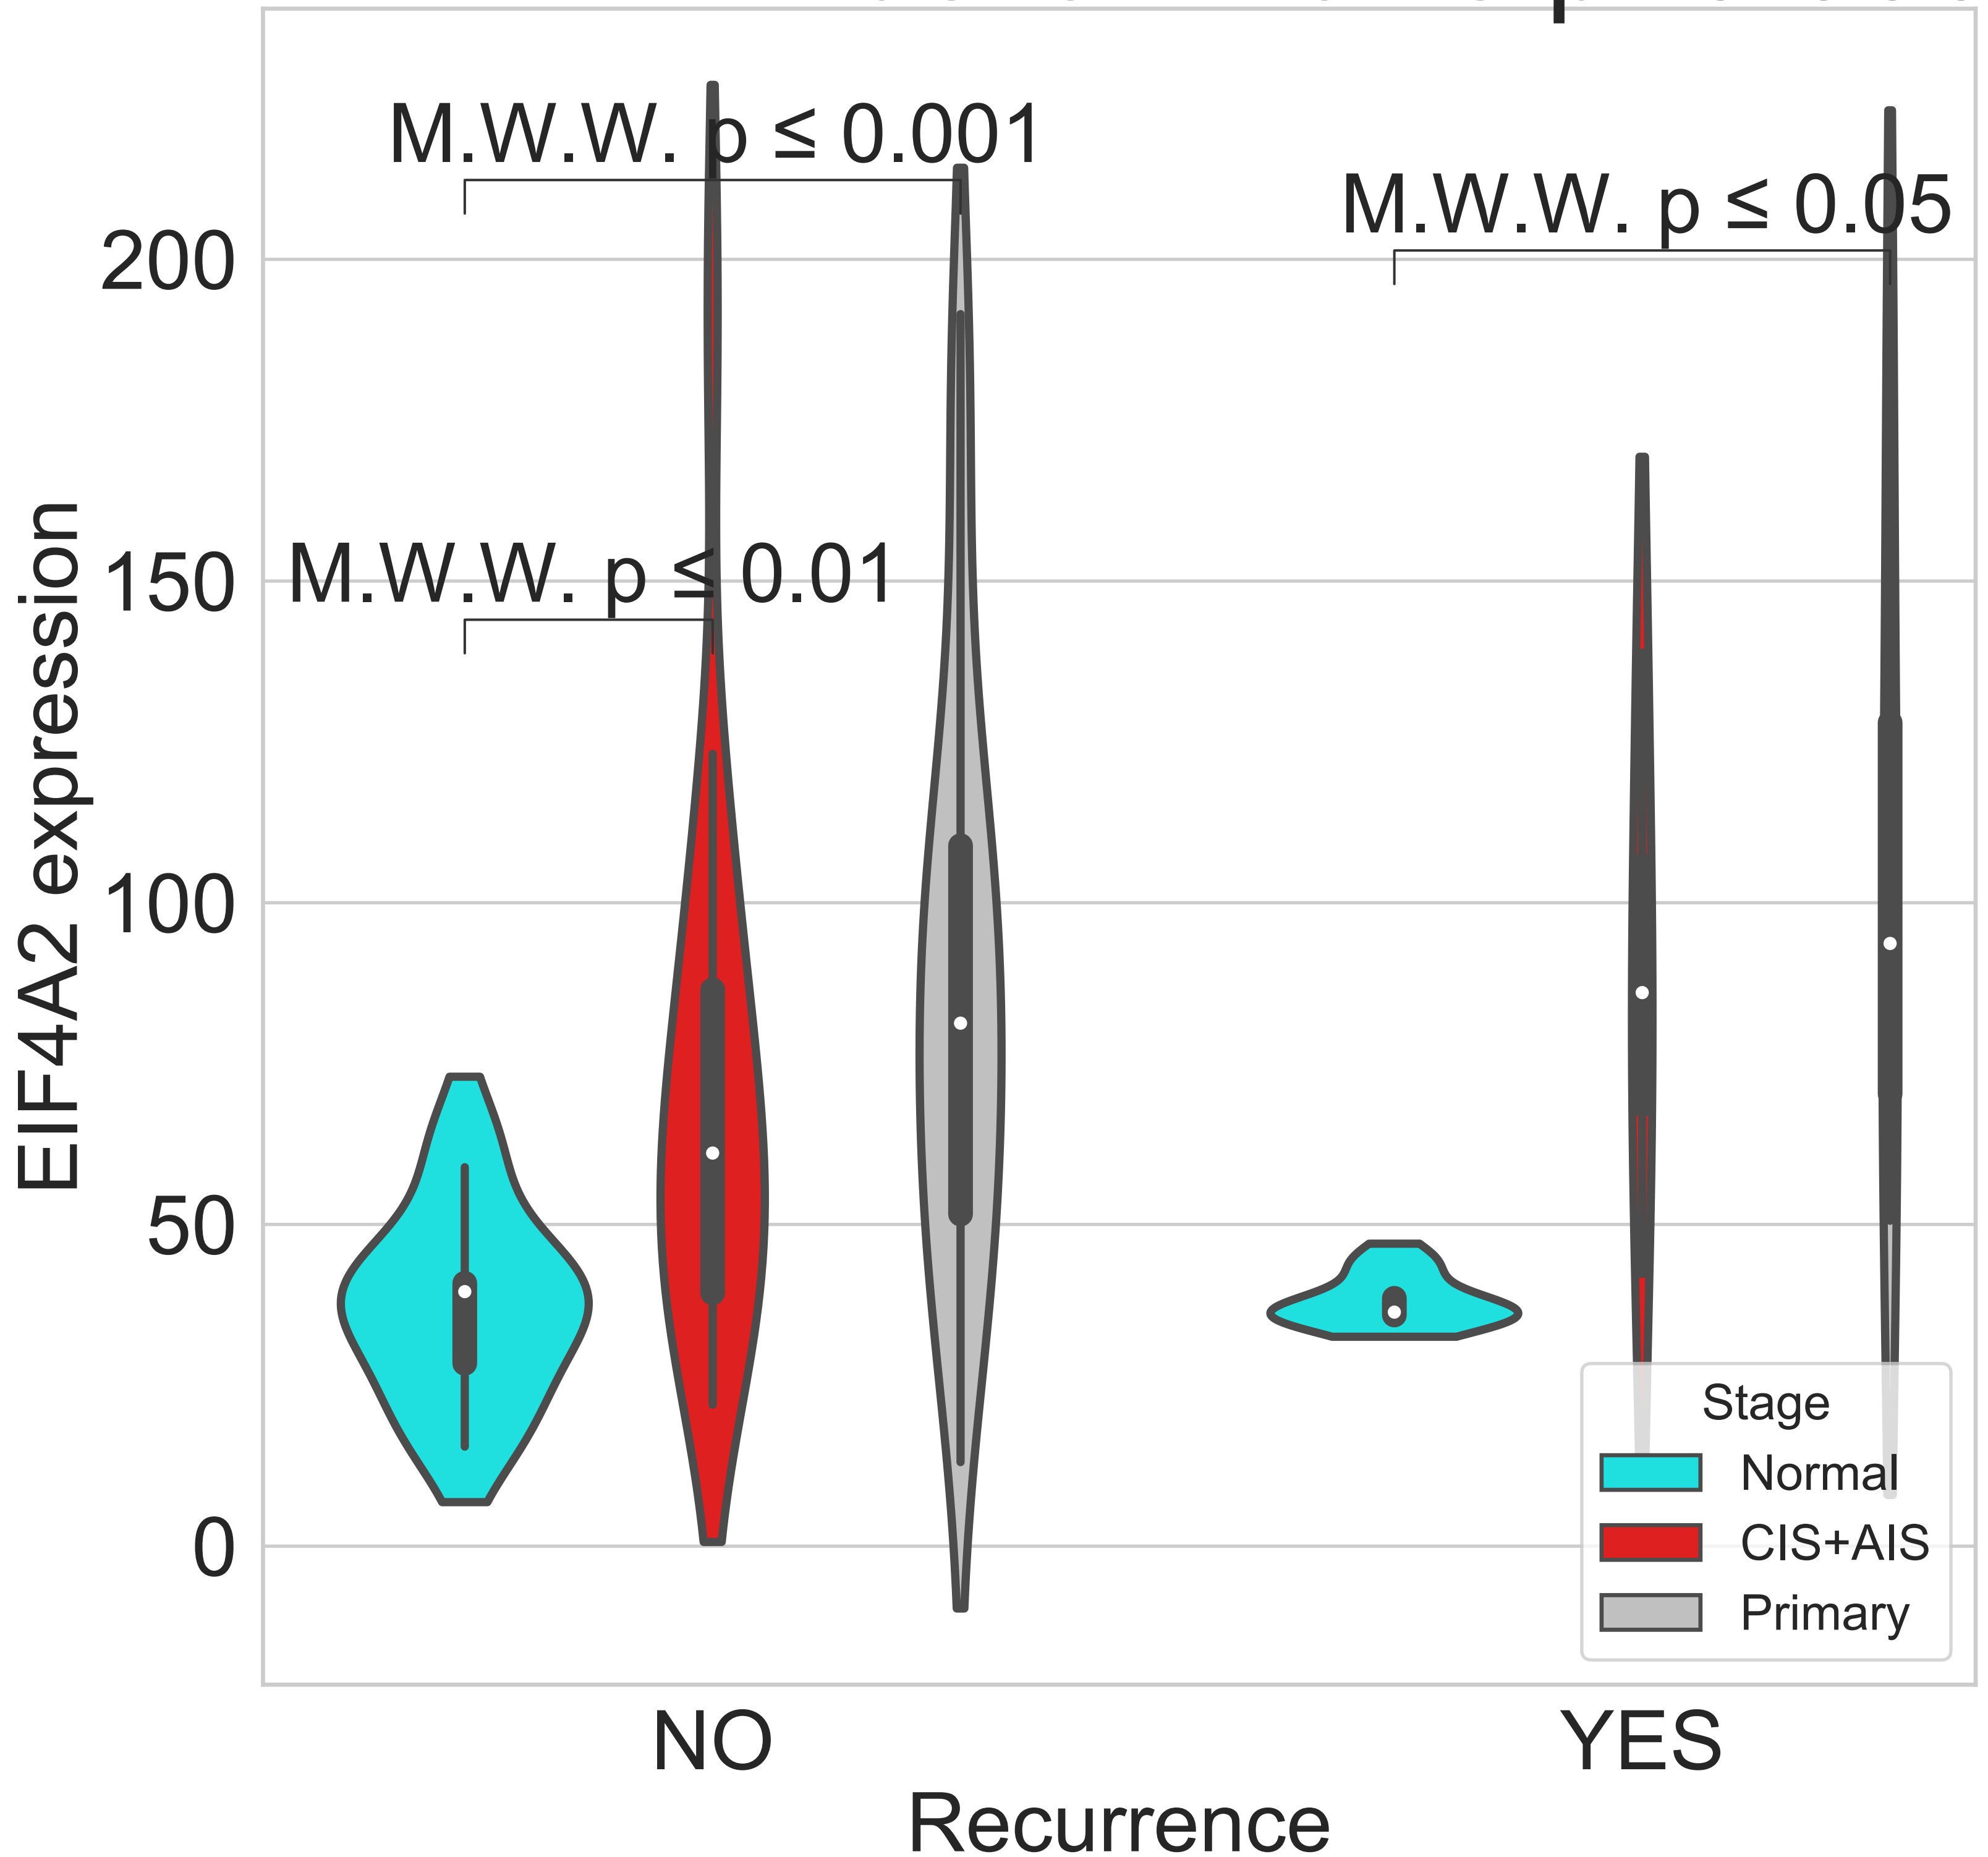 M.W.W. p ≤ 0.001
M.W.W. p ≤ 0.05
200
M.W.W. p ≤ 0.01
150
100
50
0
EIF4A2 expression
Stage
Normal
CIS+AIS
Primary
NO
YES
Recurrence